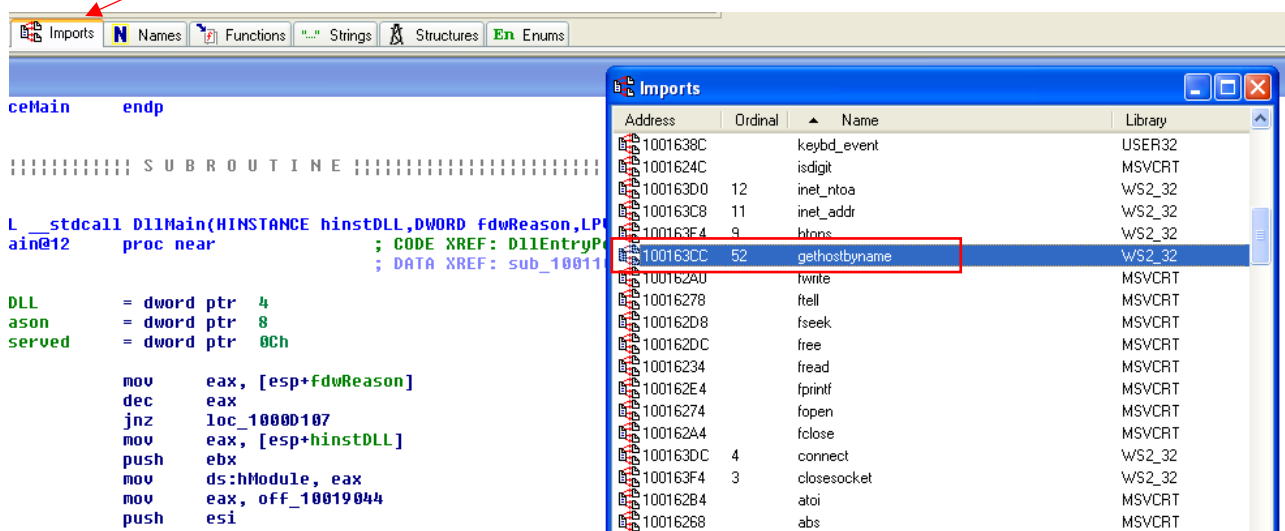 Imports N Names Functions "..." Strings Structures En Enums
ceMain endp
¦¦¦¦¦¦¦¦¦¦¦¦ S U B R O U T I N E ¦¦¦¦¦¦¦¦¦¦¦¦¦¦¦¦¦¦¦¦¦¦¦¦
L __stdcall DllMain(HINSTANCE hinstDLL,DWORD fdwReason,
ain@12 proc near ; CODE XREF:
; DATA XREF:
DLL = dword ptr 4
ason = dword ptr 8
served = dword ptr 0Ch
mov eax, [esp+fdwReason]
dec eax
jnz loc_1000D107
mov eax, [esp+hinstDLL]
push ebx
mov ds:hModule, eax
mov eax, off_10019044
push esi
Imports
Address Ordinal Name Library
1001638C keybd_event USER32
1001624C isdigit MSVCRT
100163D0 12 inet_ntoa WS2_32
100163C8 11 inet_addr WS2_32
100163E4 9 htons WS2_32
100163CC 52 gethostbyname WS2_32
100162A0 fwrite MSVCRT
10016278 ftell MSVCRT
100162D8 fseek MSVCRT
100162DC free MSVCRT
10016234 fread MSVCRT
100162E4 fprintf MSVCRT
10016274 fopen MSVCRT
100162A4 fclose MSVCRT
100163DC 4 connect WS2_32
100163F4 3 closesocket WS2_32
100162B4 atoi MSVCRT
10016268 abs MSVCRT